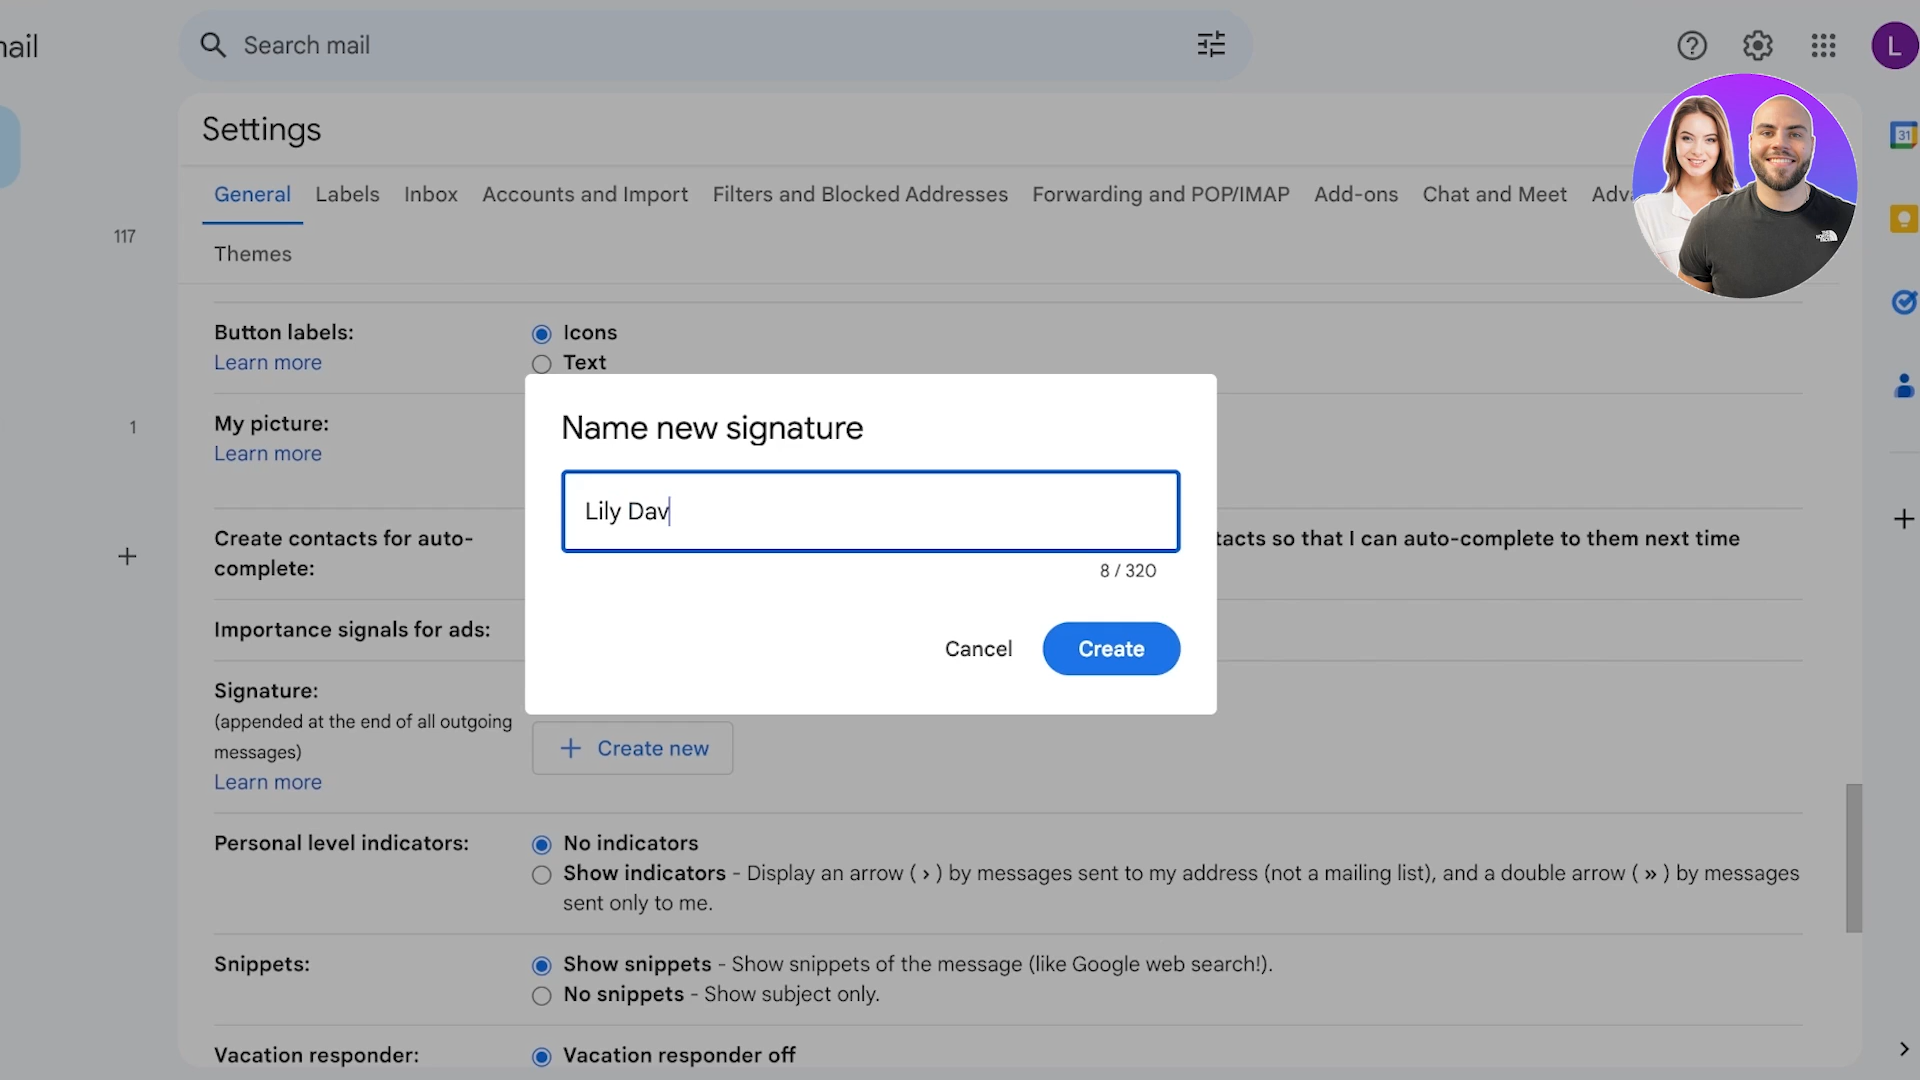 nail
Search mail
L
Settings
General Labels Inbox Accounts and Import Filters and Blocked Addresses Forwarding and POP/IMAP Add-ons Chat and Meet Adv
31
117
Themes
Button labels:
Learn more
Icons
Text
My picture:
Learn more
1
Name new signature
Lily Dav
8 / 320
Cancel Create
Create contacts for auto-
complete:
tacts so that I can auto-complete to them next time
Importance signals for ads:
Signature:
(appended at the end of all outgoing
messages)
Learn more
+ Create new
Personal level indicators:
No indicators
Show indicators - Display an arrow ( › ) by messages sent to my address (not a mailing list), and a double arrow ( » ) by messages
sent only to me.
Snippets:
Show snippets - Show snippets of the message (like Google web search!).
No snippets - Show subject only.
Vacation responder:
Vacation responder off